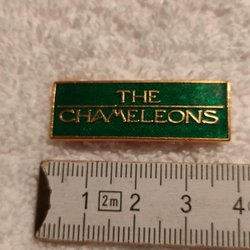 THE
CHAMELEONS
1 2m 2 3 4